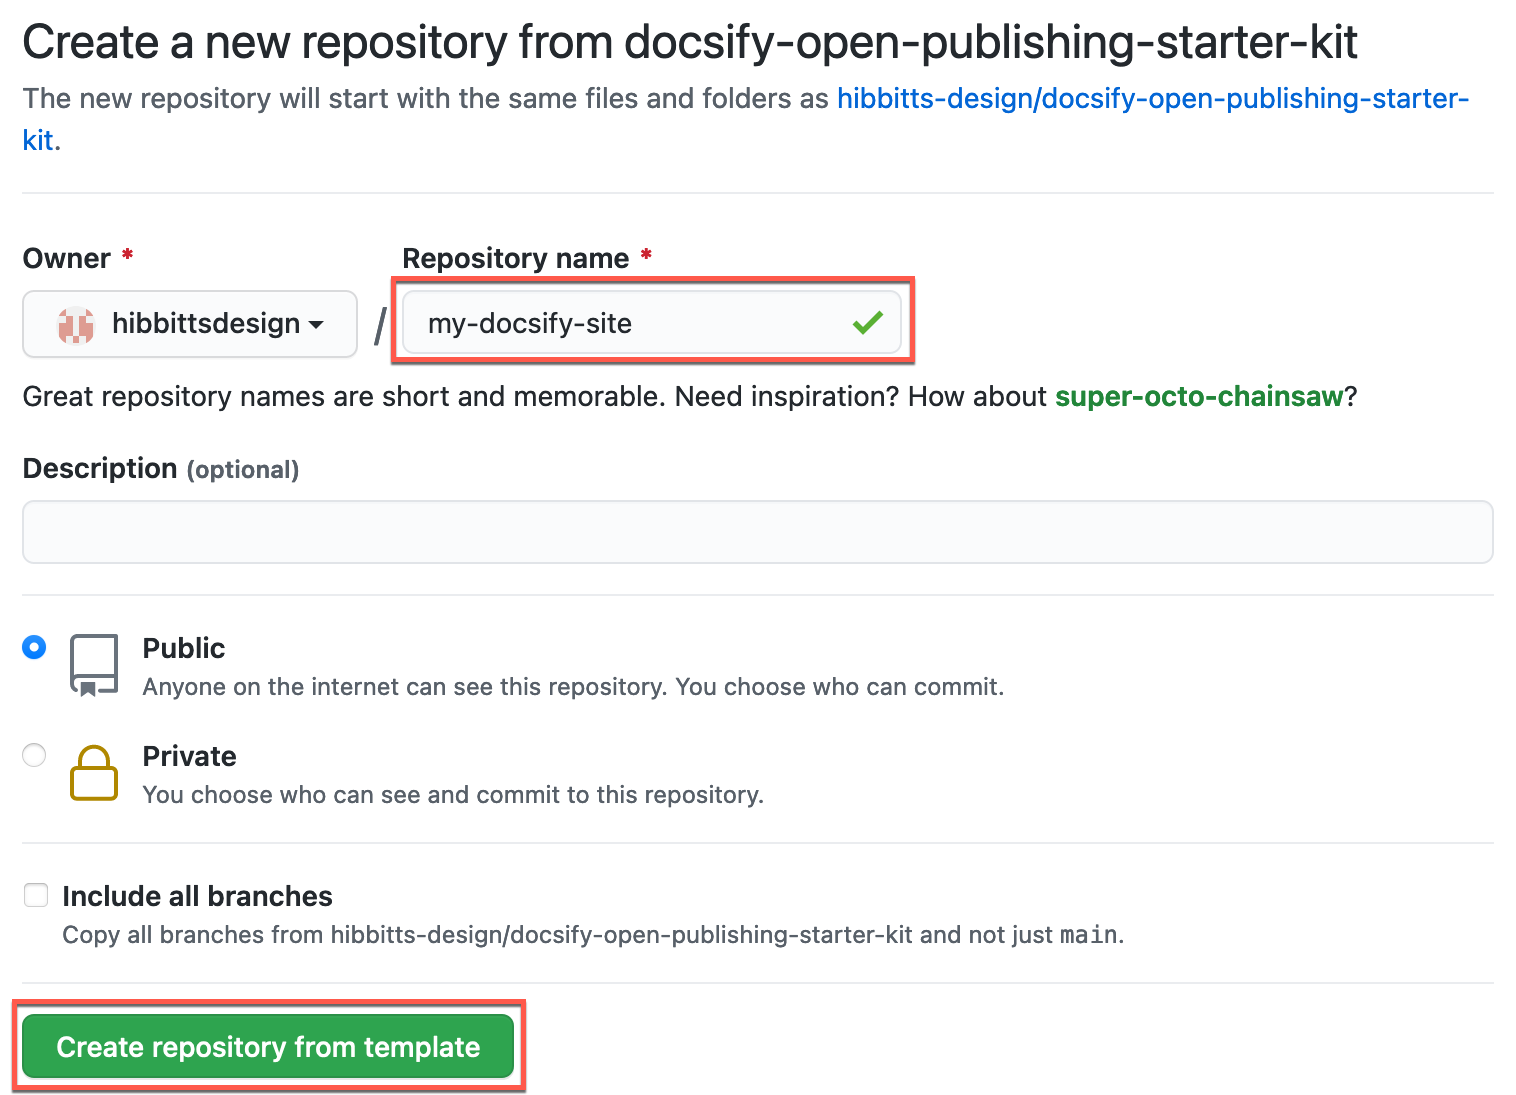 Create a new repository from docsify-open-publishing-starter-kit
The new repository will start with the same files and folders as hibbitts-design/docsify-open-publishing-starter-
kit.
Owner * Repository name *
hibbittsdesign / my-docsify-site
Great repository names are short and memorable. Need inspiration? How about super-octo-chainsaw?
Description (optional)
Public
Anyone on the internet can see this repository. You choose who can commit.
Private
You choose who can see and commit to this repository.
Include all branches
Copy all branches from hibbitts-design/docsify-open-publishing-starter-kit and not just main.
Create repository from template